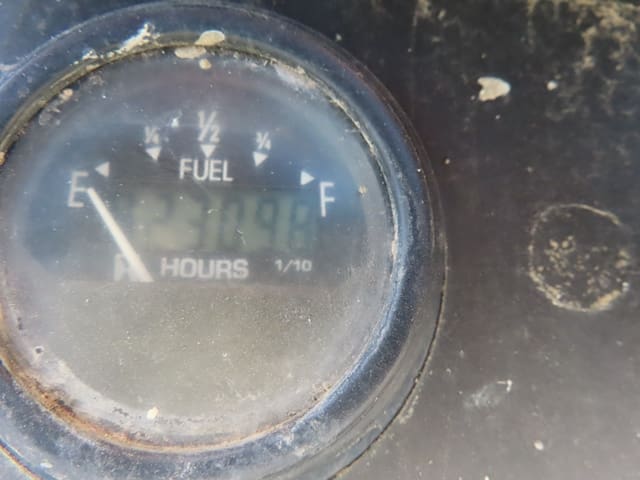 1/4 1/2 3/4
FUEL
E F
HOURS 1/10